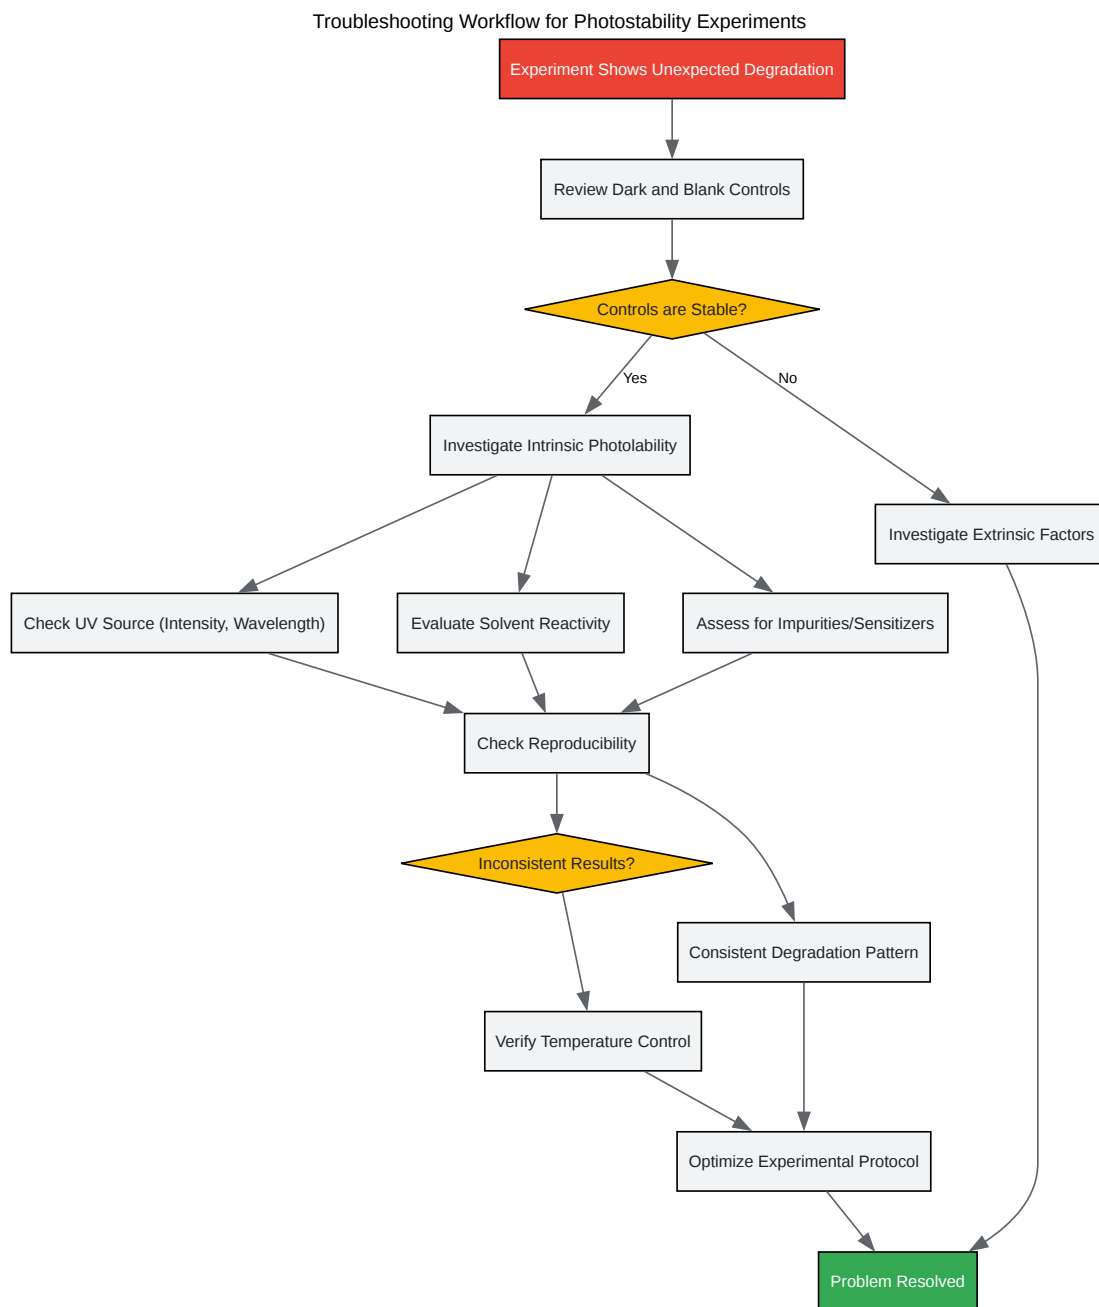 Troubleshooting Workflow for Photostability Experiments
Experiment Shows Unexpected Degradation
Review Dark and Blank Controls
Controls are Stable?
Yes
No
Investigate Intrinsic Photolability
Investigate Extrinsic Factors
Check UV Source (Intensity, Wavelength)
Evaluate Solvent Reactivity
Assess for Impurities/Sensitizers
Check Reproducibility
Inconsistent Results?
Consistent Degradation Pattern
Verify Temperature Control
Optimize Experimental Protocol
Problem Resolved